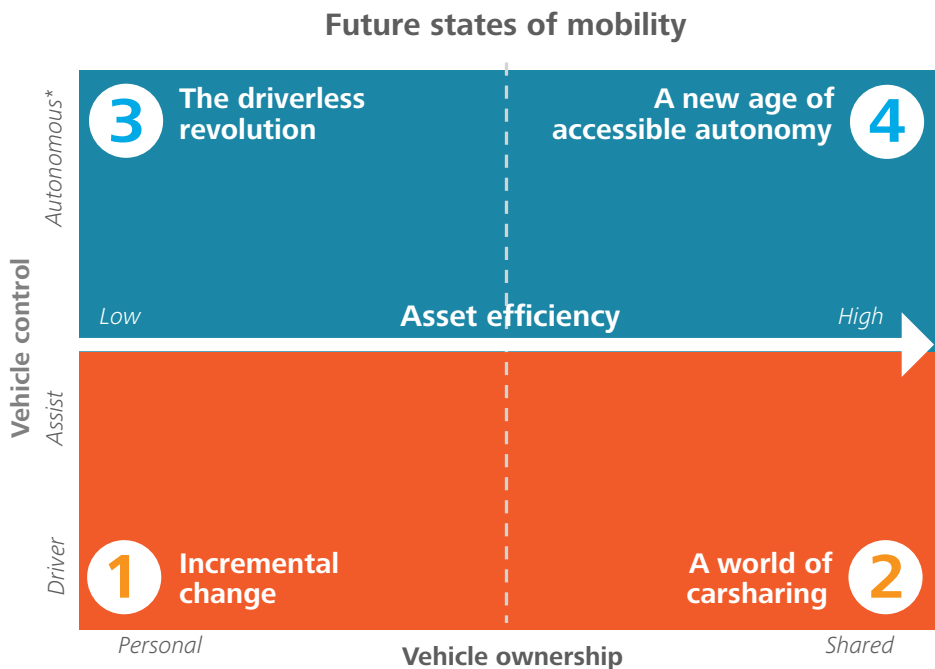 Future states of mobility
Autonomous*
3
The driverless
revolution
A new age of
accessible autonomy
4
Vehicle control
Low
Asset efficiency
High
Assist
Driver
1
Incremental
change
A world of
carsharing
2
Personal
Vehicle ownership
Shared